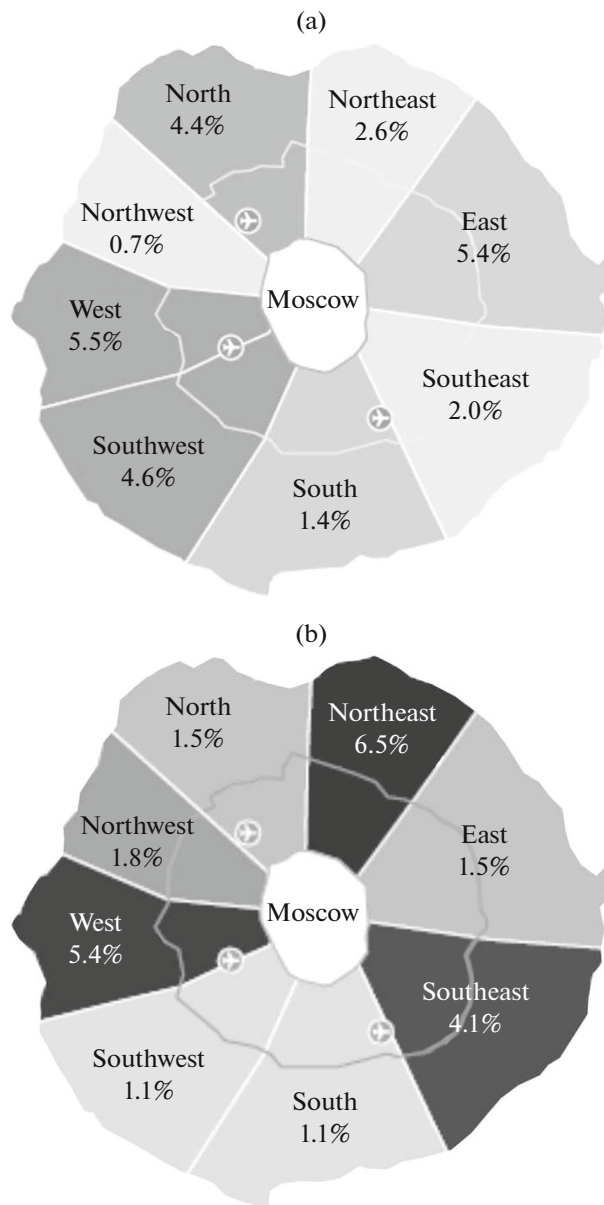 (a)
North
4.4%
Northeast
2.6%
Northwest
0.7%
East
5.4%
Moscow
West
5.5%
Southeast
2.0%
Southwest
4.6%
South
1.4%
(b)
North
1.5%
Northeast
6.5%
Northwest
1.8%
East
1.5%
Moscow
West
5.4%
Southeast
4.1%
Southwest
1.1%
South
1.1%